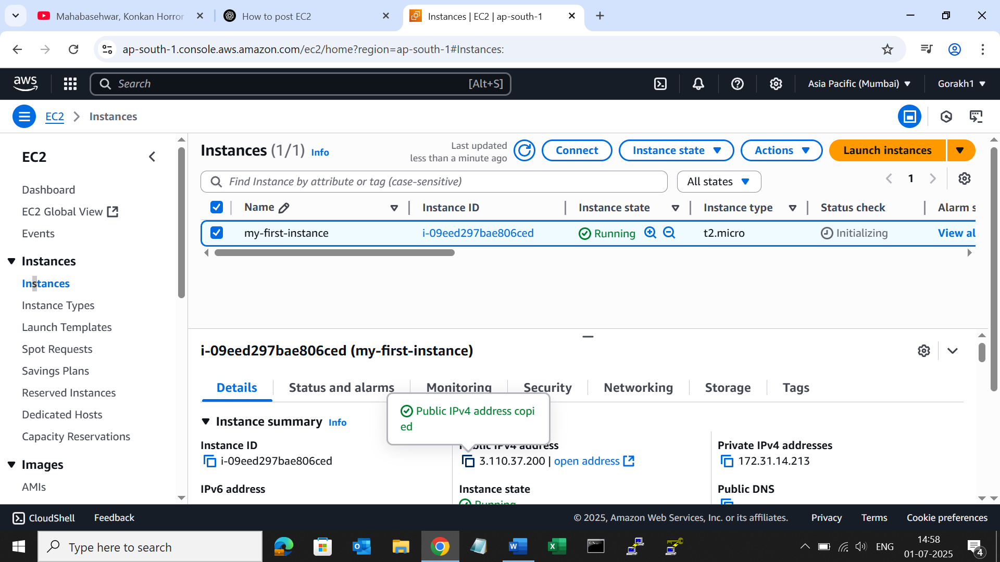 Mahabasehwar, Konkan Horror
How to post EC2
Instances | EC2 | ap-south-1
ap-south-1.console.aws.amazon.com/ec2/home?region=ap-south-1#Instances:
aws
Search
[Alt+S]
Asia Pacific (Mumbai)
Gorakh1
EC2
Instances
EC2
Dashboard
EC2 Global View
Events
Instances
Instances
Instance Types
Launch Templates
Spot Requests
Savings Plans
Reserved Instances
Dedicated Hosts
Capacity Reservations
Images
AMIs
Instances (1/1) Info
Last updated
less than a minute ago
Connect
Instance state
Actions
Launch instances
Find Instance by attribute or tag (case-sensitive)
All states
1
Name
Instance ID
Instance state
Instance type
Status check
Alarm s
my-first-instance
i-09eed297bae806ced
Running
t2.micro
Initializing
View al
i-09eed297bae806ced (my-first-instance)
Details
Status and alarms
Monitoring
Security
Networking
Storage
Tags
Public IPv4 address copi
ed
Instance summary Info
Instance ID
i-09eed297bae806ced
Public IPv4 address
3.110.37.200 | open address
Private IPv4 addresses
172.31.14.213
IPv6 address
Instance state
Running
Public DNS
CloudShell
Feedback
© 2025, Amazon Web Services, Inc. or its affiliates.
Privacy
Terms
Cookie preferences
Type here to search
ENG
14:58
01-07-2025
4